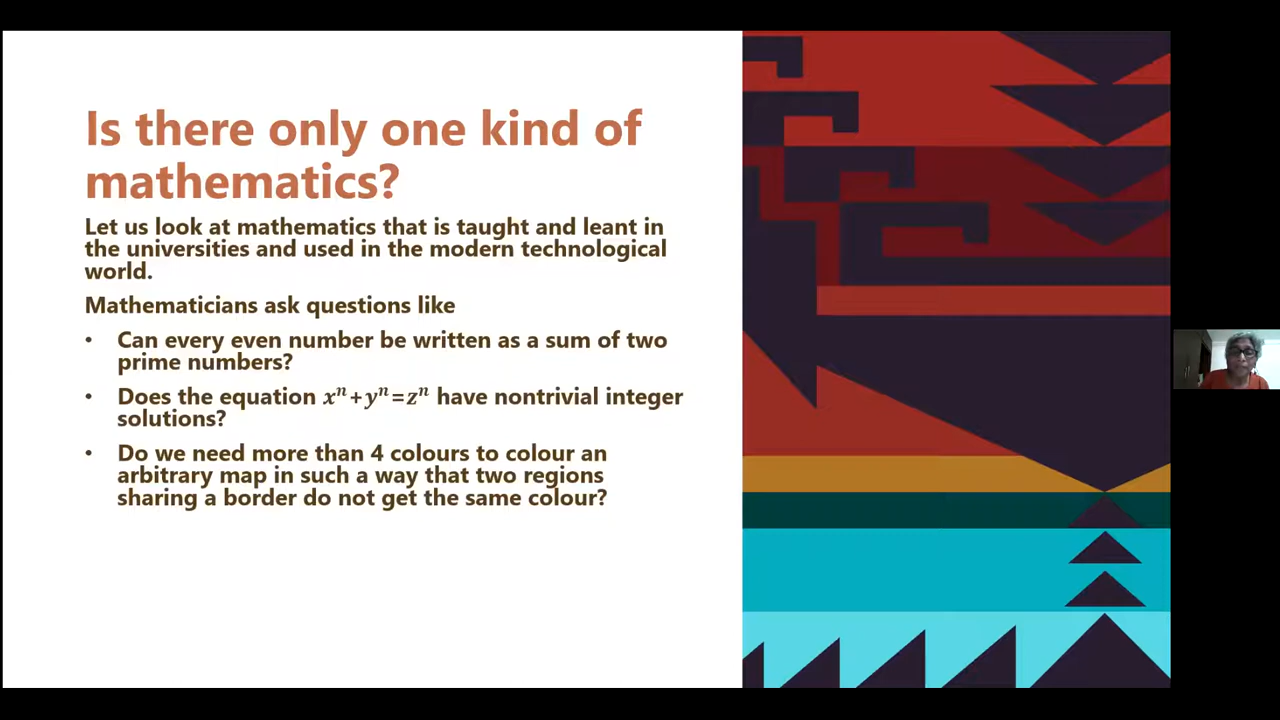 Is there only one kind of
mathematics?
Let us look at mathematics that is taught and leant in
the universities and used in the modern technological
world.
Mathematicians ask questions like
• Can every even number be written as a sum of two
prime numbers?
• Does the equation xⁿ+yⁿ=zⁿ have nontrivial integer
solutions?
• Do we need more than 4 colours to colour an
arbitrary map in such a way that two regions
sharing a border do not get the same colour?